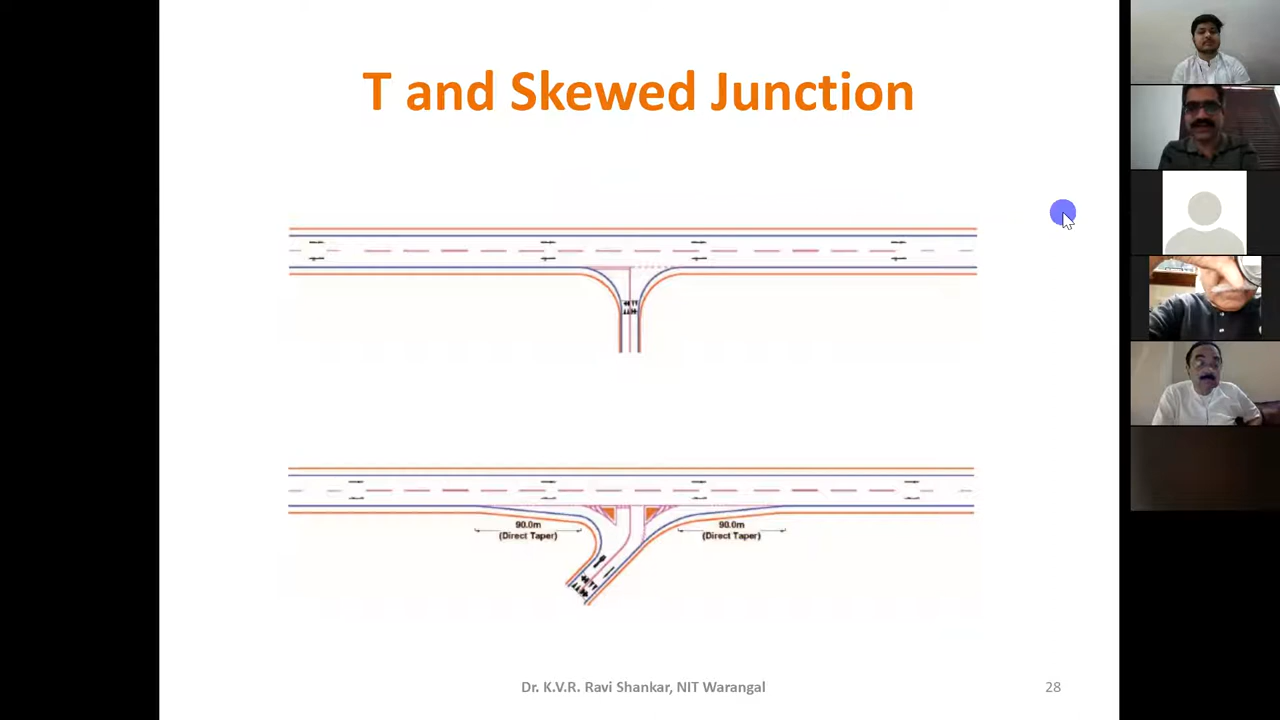 T and Skewed Junction
90.0m
(Direct Taper)
90.0m
(Direct Taper)
Dr. K.V.R. Ravi Shankar, NIT Warangal
28